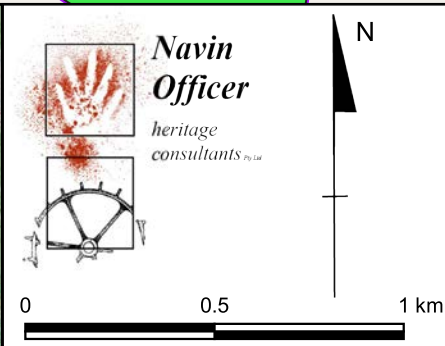 Navin
Officer
heritage
consultants Pty Ltd
N
0 0.5 1 km